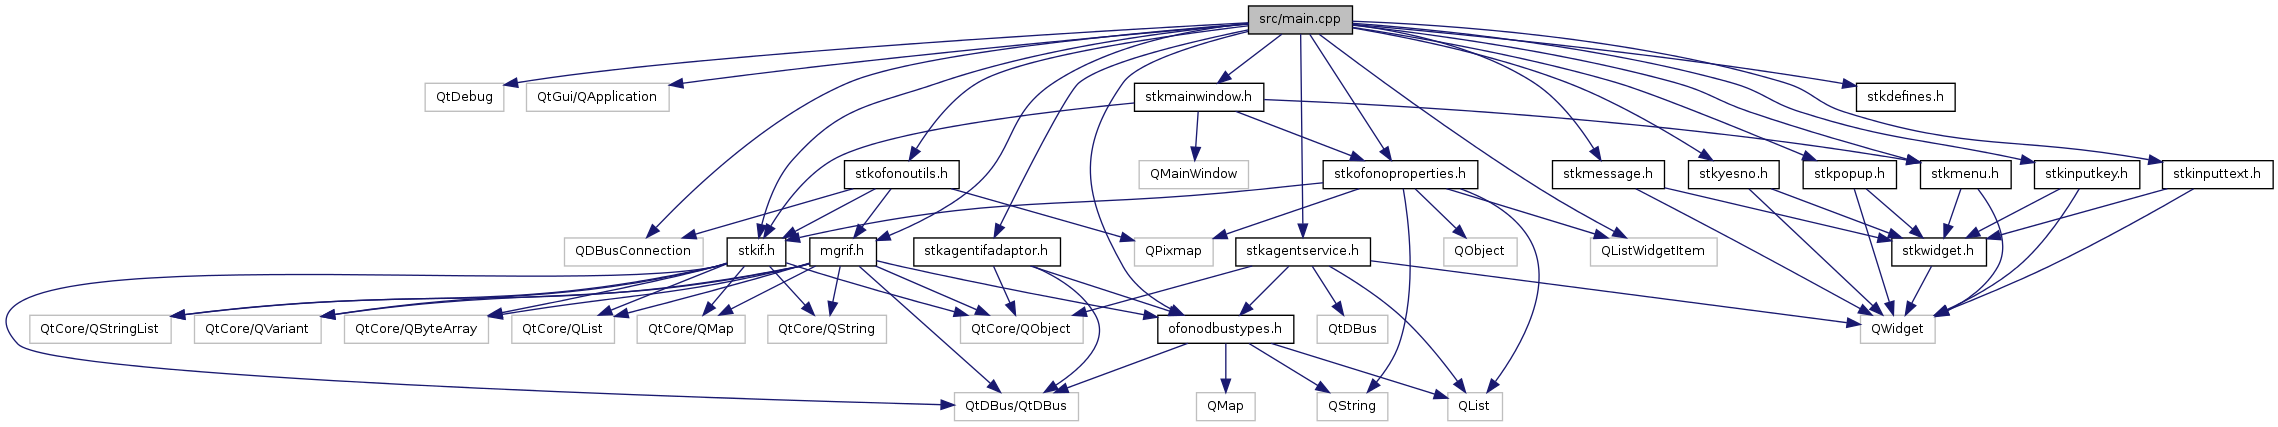 src/main.cpp
QtDebug
QtGui/QApplication
stkmainwindow.h
stkdefines.h
stkofonoutils.h
QMainWindow
stkofonoproperties.h
stkmessage.h
stkyesno.h
stkpopup.h
stkmenu.h
stkinputkey.h
stkinputtext.h
QDBusConnection
stkif.h
mgrif.h
stkagentifadaptor.h
QPixmap
stkagentservice.h
QObject
QListWidgetItem
stkwidget.h
QtCore/QStringList
QtCore/QVariant
QtCore/QByteArray
QtCore/QList
QtCore/QMap
QtCore/QString
QtCore/QObject
ofonodbustypes.h
QtDBus
QWidget
QtDBus/QtDBus
QMap
QString
QList